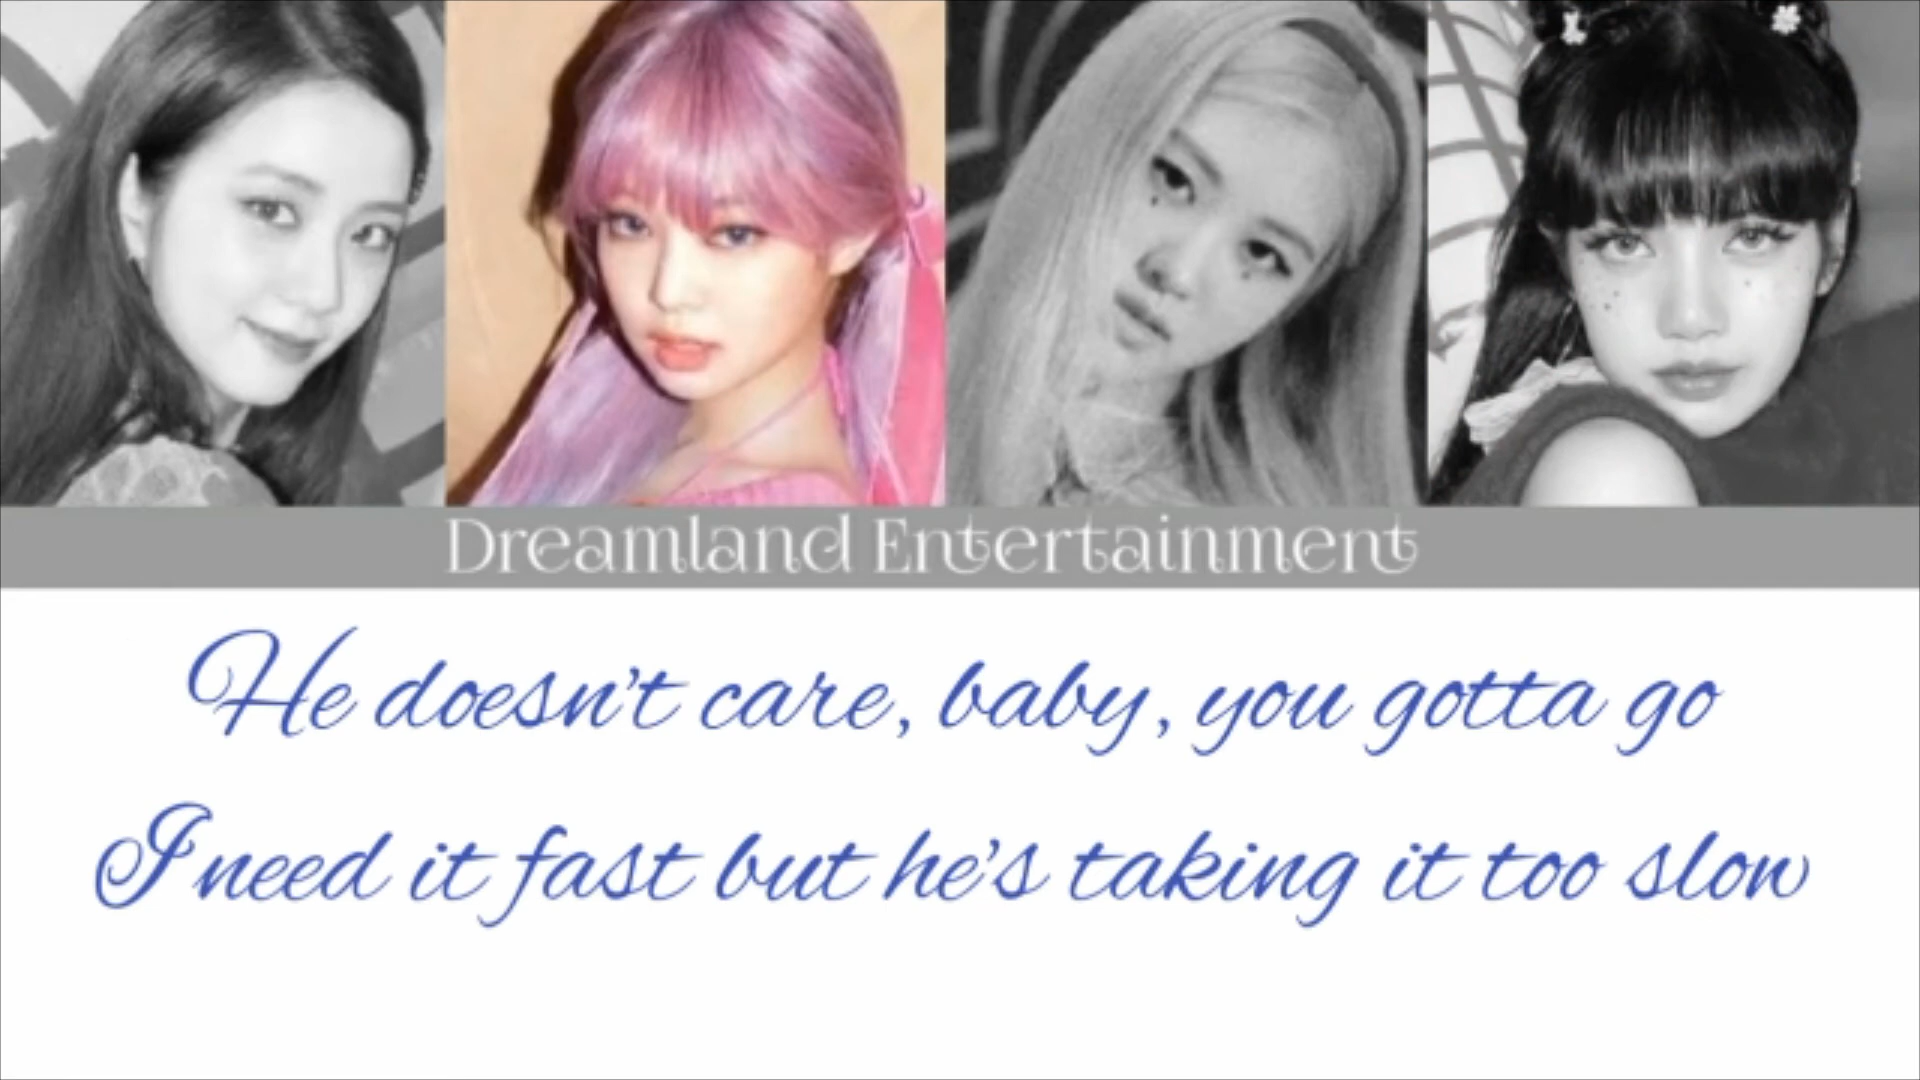 Dreamland Entertainment
He doesn't care, baby, you gotta go
I need it fast but he's taking it too slow